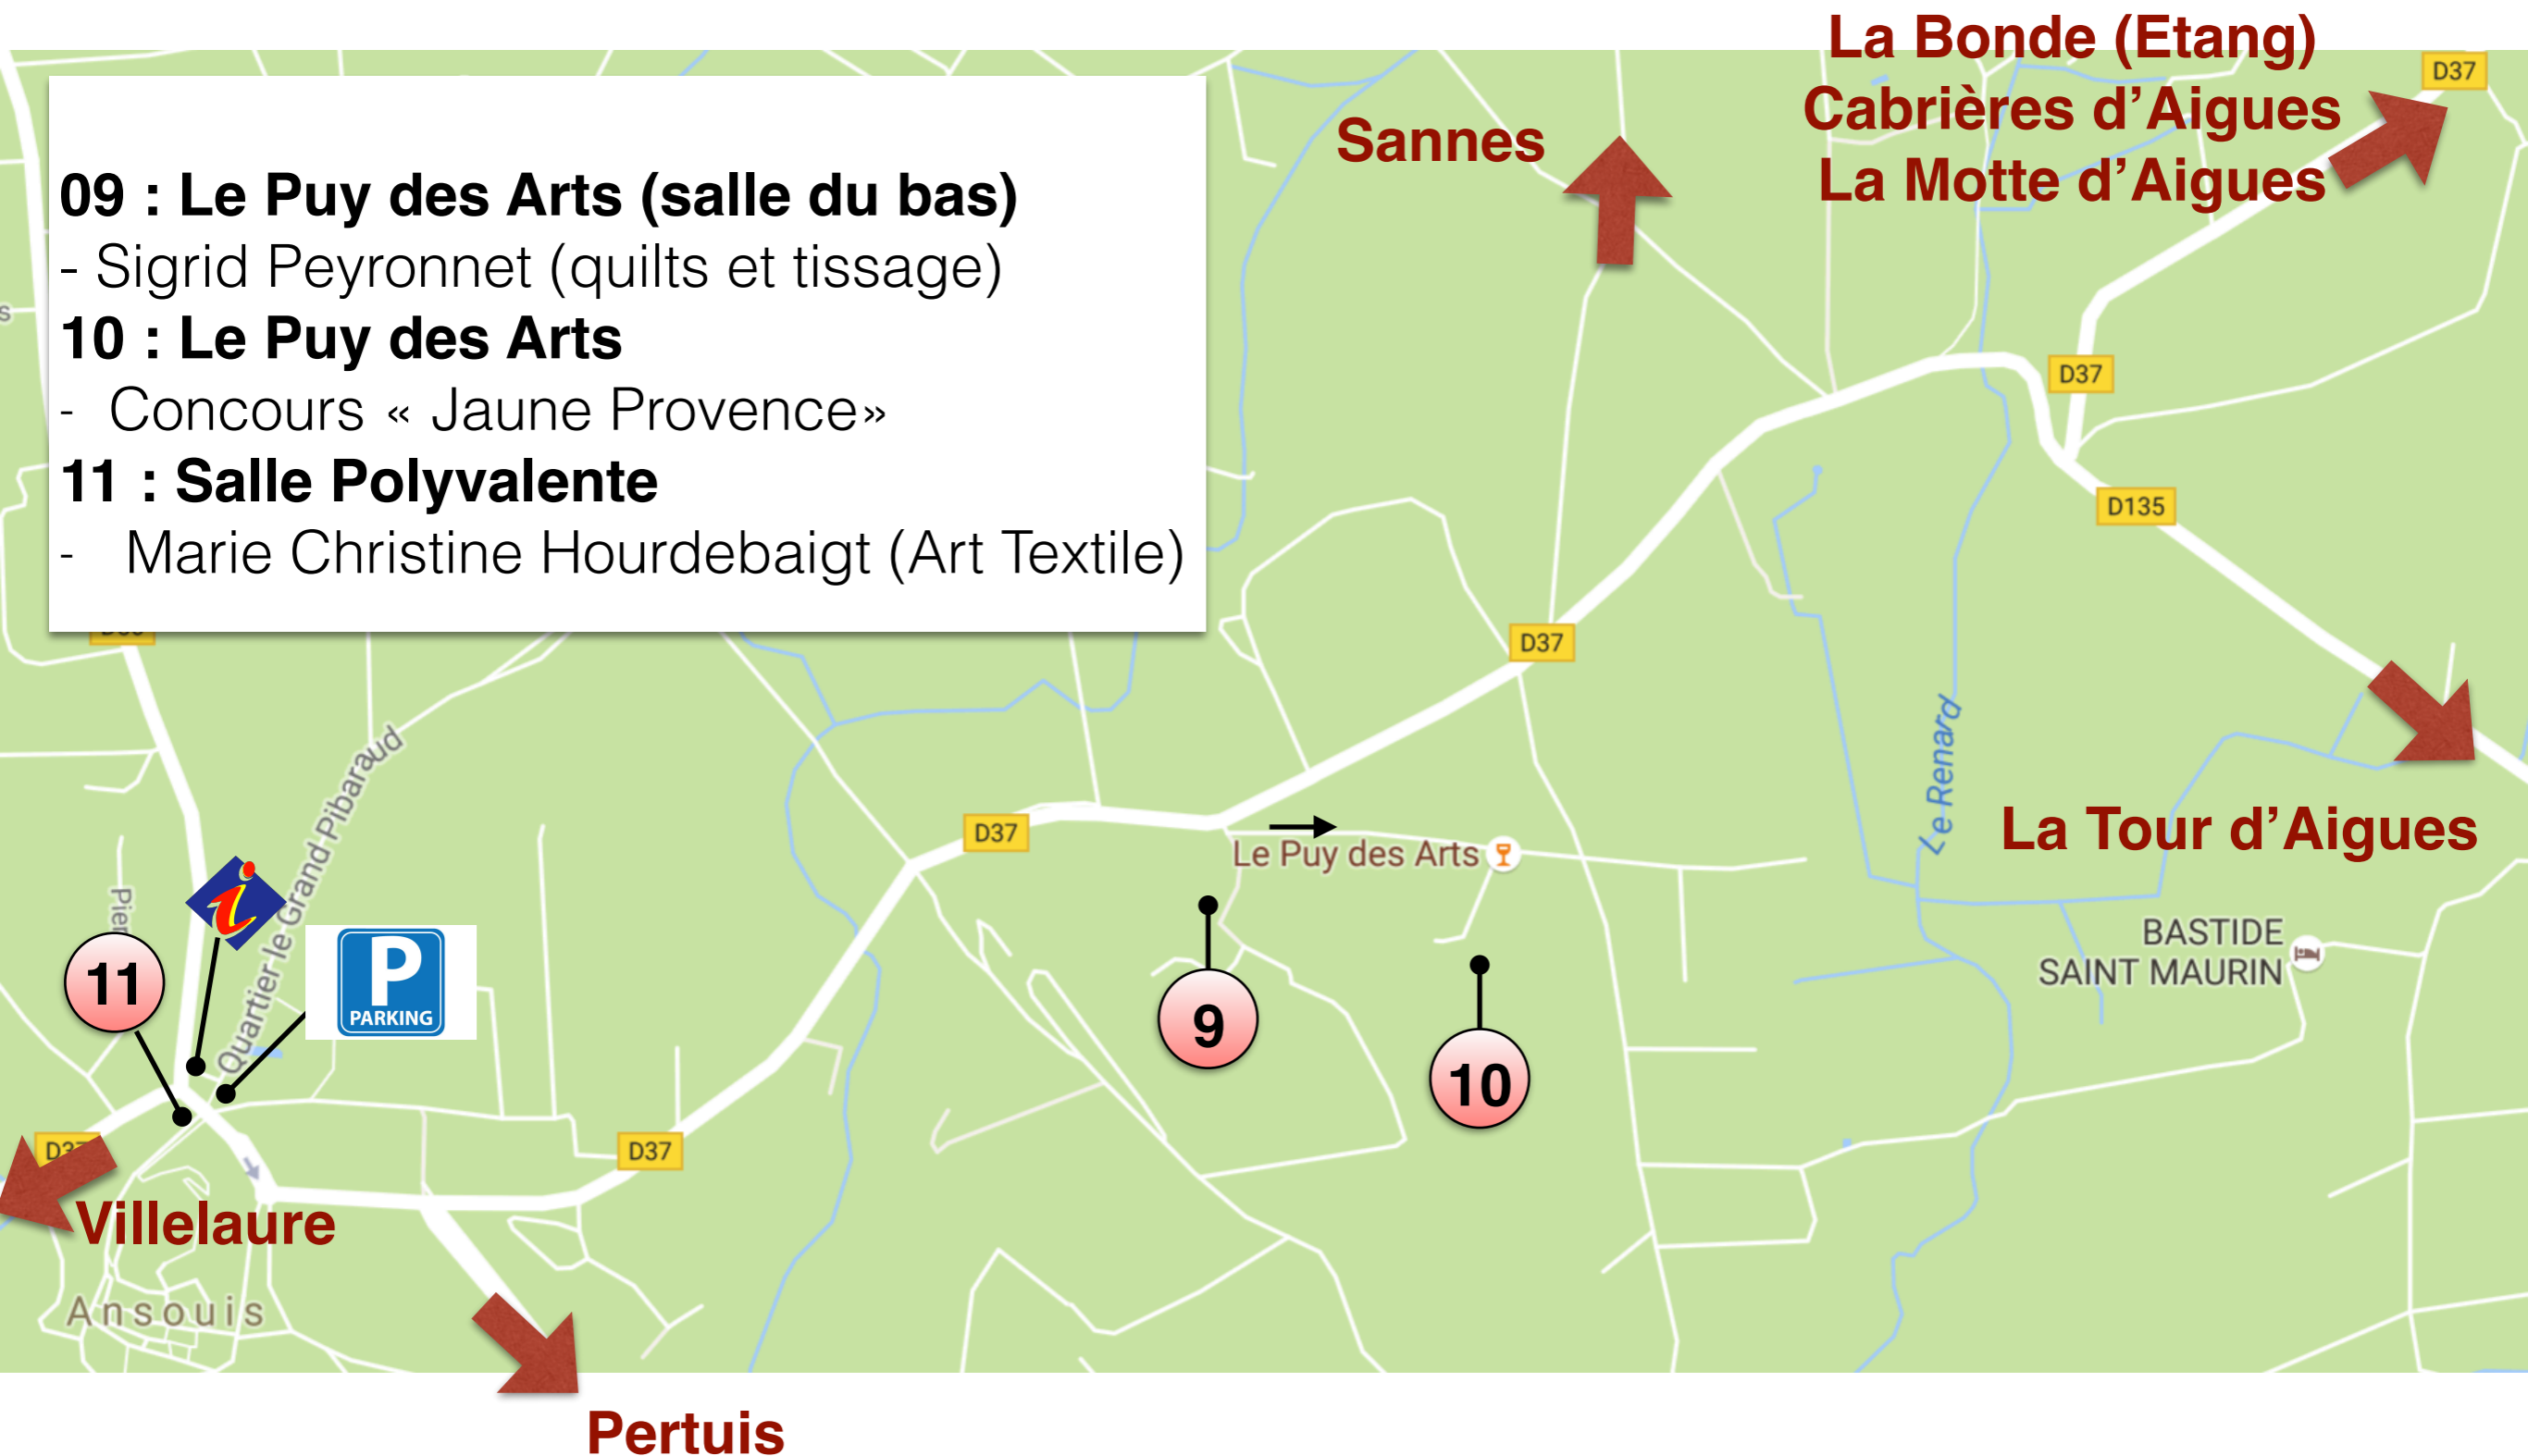 La Bonde (Etang)
Cabrières d’Aigues
La Motte d’Aigues
D37
Sannes
09 : Le Puy des Arts (salle du bas)
- Sigrid Peyronnet (quilts et tissage)
10 : Le Puy des Arts
- Concours « Jaune Provence»
11 : Salle Polyvalente
- Marie Christine Hourdebaigt (Art Textile)
D37
D135
D37
Le Renard
La Tour d’Aigues
D37
Le Puy des Arts
Quartier le Grand Pibaraud
i
11
P
PARKING
9
10
BASTIDE
SAINT MAURIN
D37
Villelaure
Ansouis
Pertuis